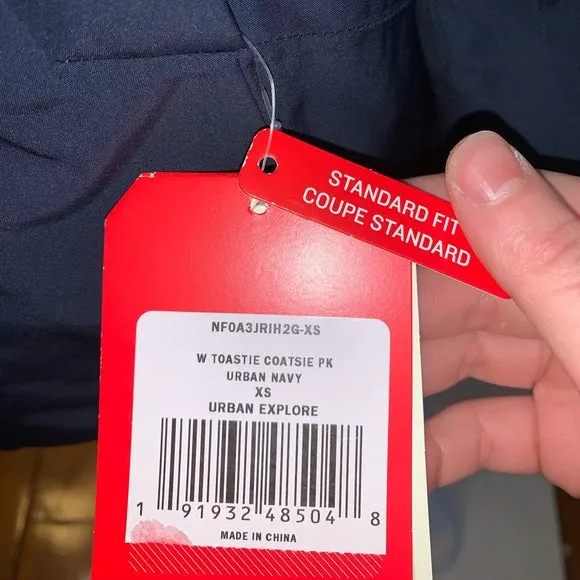 STANDARD FIT
COUPE STANDARD
NF0A3JRIH2G-XS
W TOASTIE COATSIE PK
URBAN NAVY
XS
URBAN EXPLORE
1 91932 48504 8
MADE IN CHINA